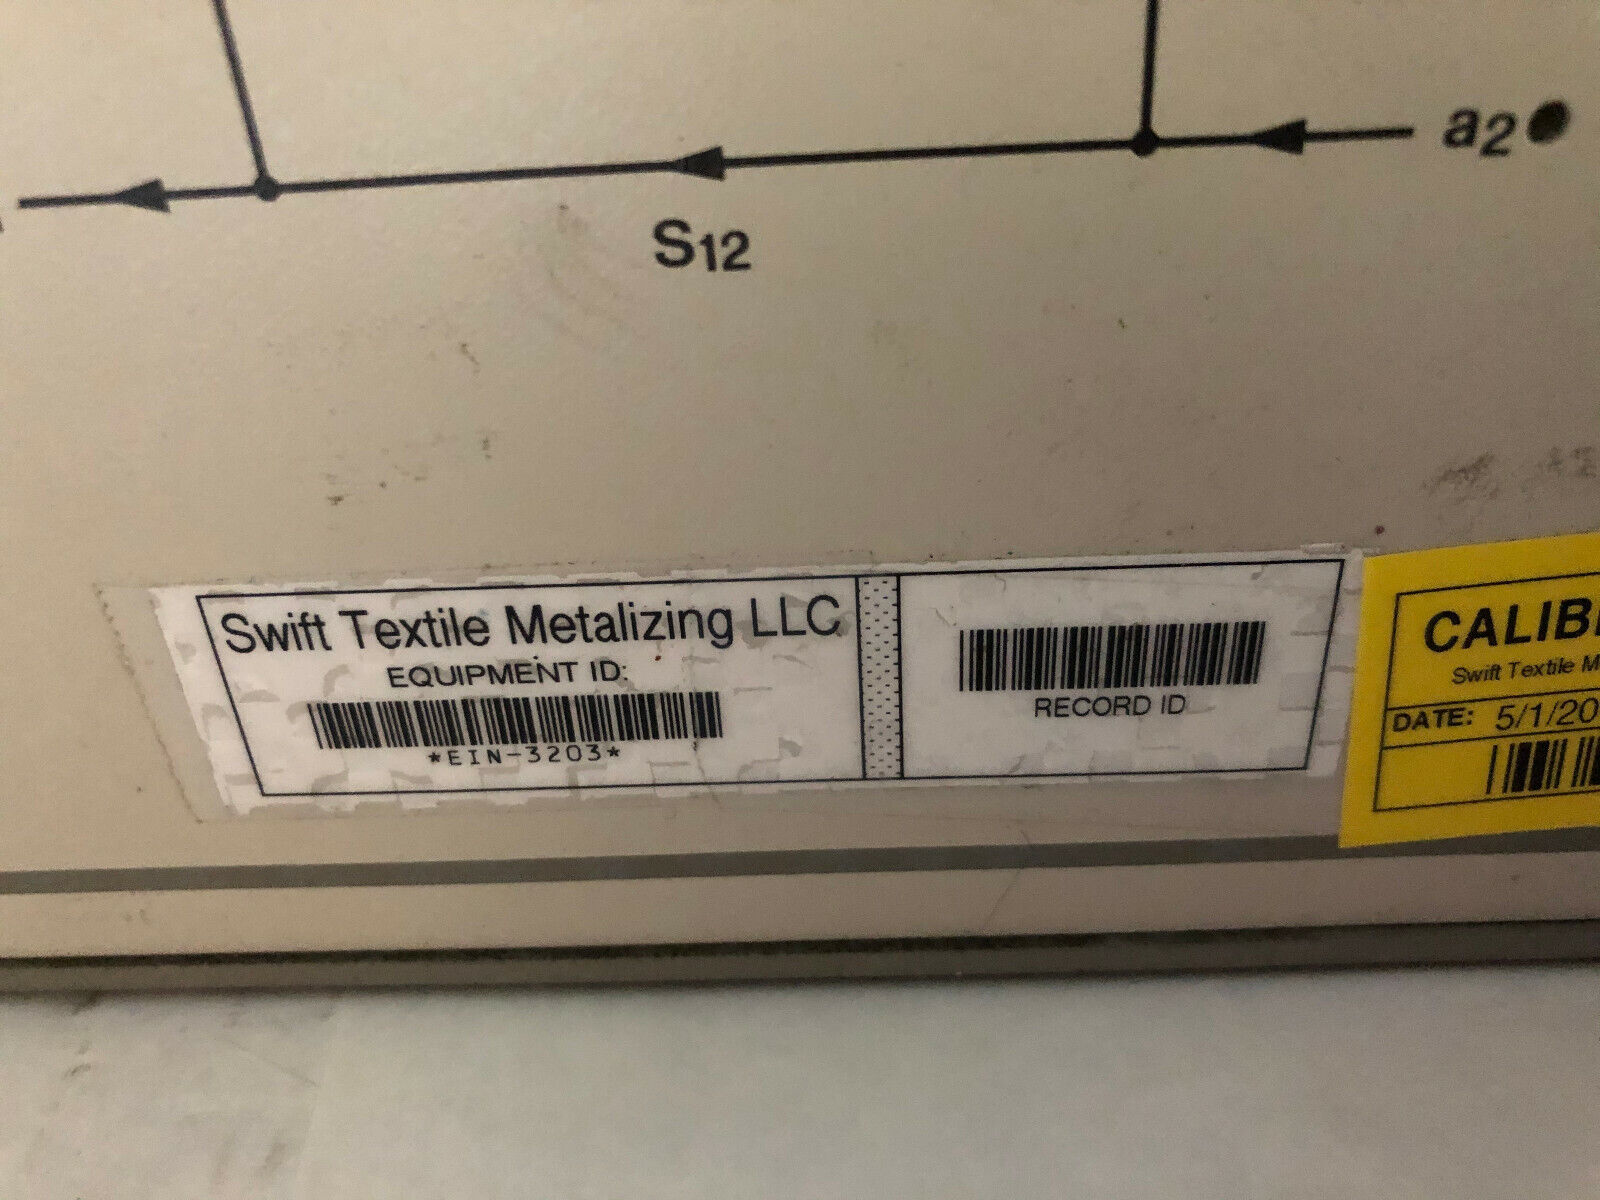 a2
S12
Swift Textile Metalizing LLC
EQUIPMENT ID:
*EIN-3203*
RECORD ID
CALIB
Swift Textile M
DATE: 5/1/20